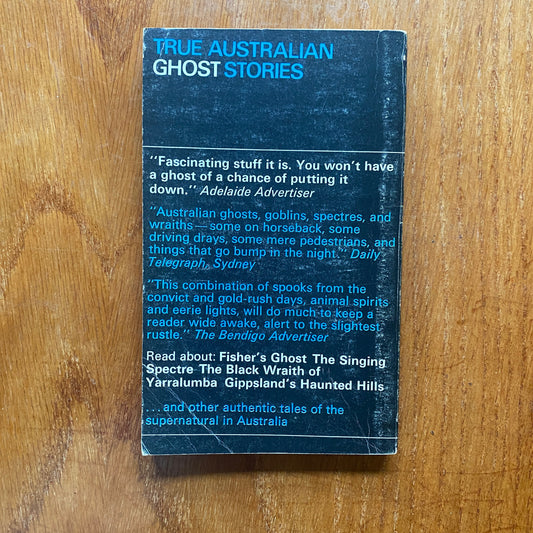 TRUE AUSTRALIAN
GHOST STORIES
"Fascinating stuff it is. You won't have
a ghost of a chance of putting it
down." Adelaide Advertiser
"Australian ghosts, goblins, spectres, and
wraiths—some on horseback, some
driving drays, some mere pedestrians, and
things that go bump in the night." Daily
Telegraph, Sydney
"This combination of spooks from the
convict and gold-rush days, animal spirits
and eerie lights, will do much to keep a
reader wide awake, alert to the slightest
rustle." The Bendigo Advertiser
Read about: Fisher's Ghost The Singing
Spectre The Black Wraith of
Yarralumba Gippsland's Haunted Hills
...and other authentic tales of the
supernatural in Australia